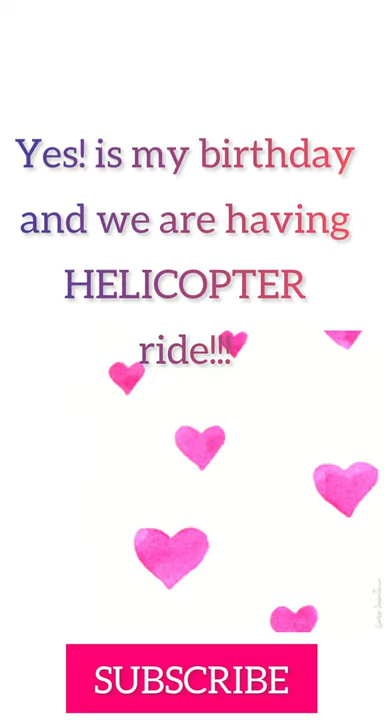 Yes! is my birthday
and we are having
HELICOPTER
ride!!!
SUBSCRIBE